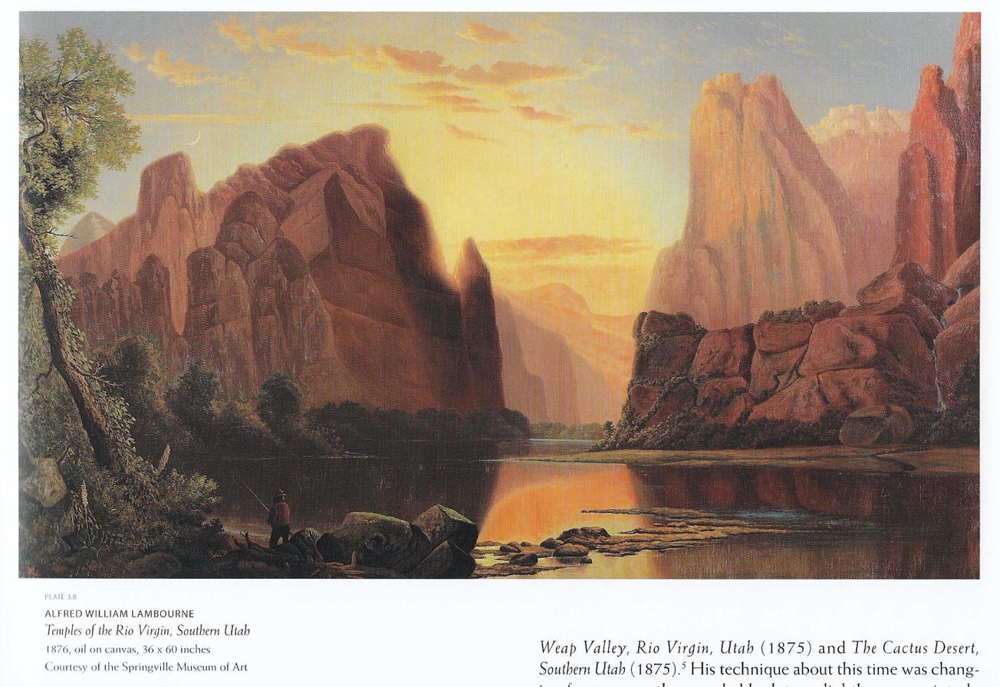 PLATE 3.8
ALFRED WILLIAM LAMBOURNE
Temples of the Rio Virgin, Southern Utah
1876, oil on canvas, 36 x 60 inches
Courtesy of the Springville Museum of Art
Weap Valley, Rio Virgin, Utah (1875) and The Cactus Desert,
Southern Utah (1875).⁵ His technique about this time was chang-